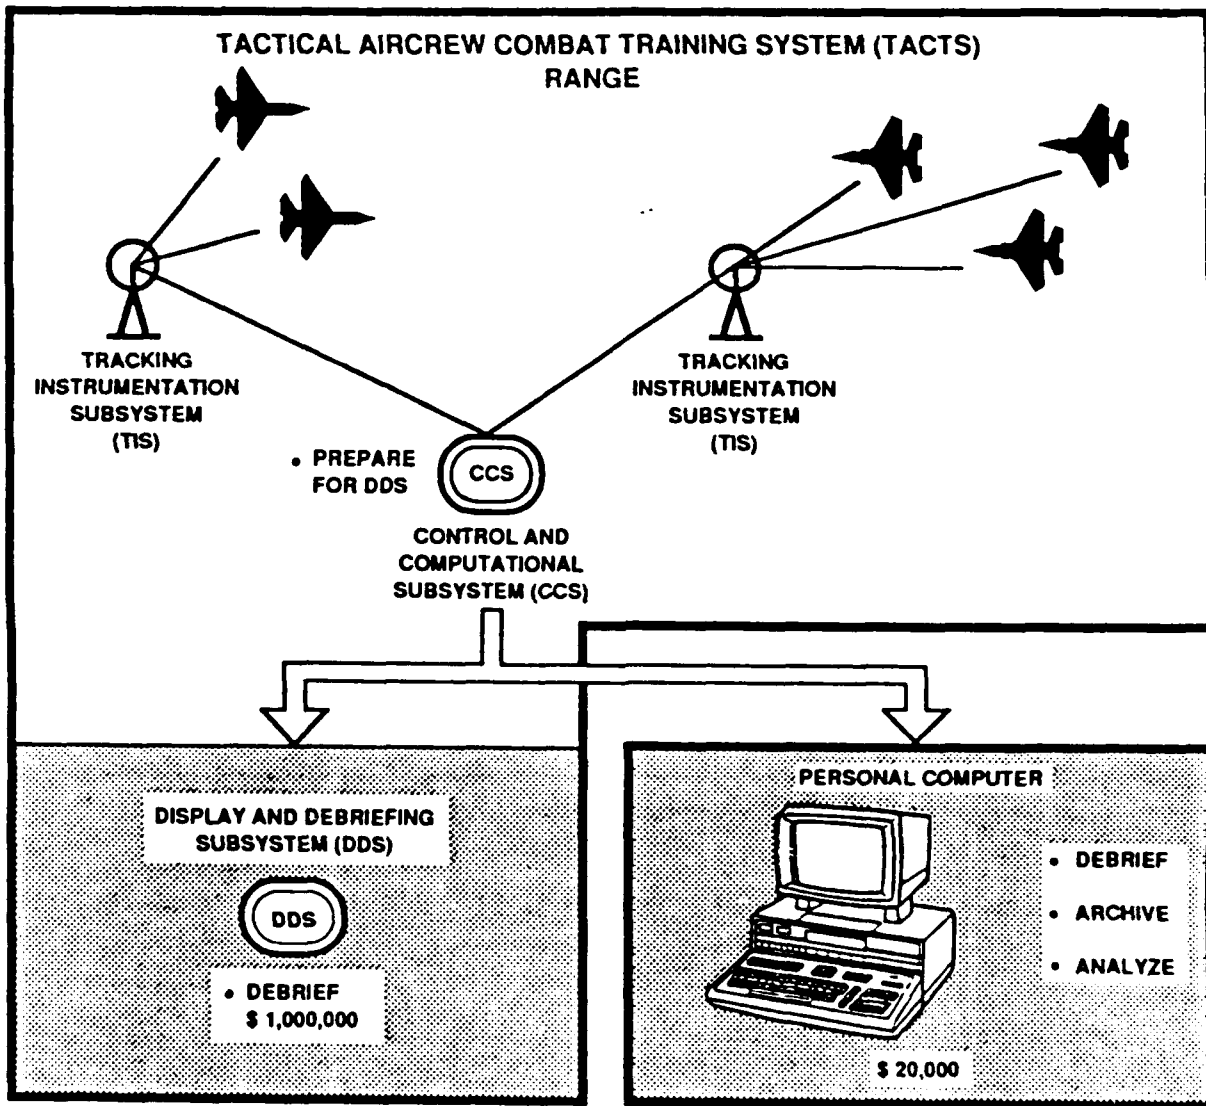 TACTICAL AIRCREW COMBAT TRAINING SYSTEM (TACTS)
RANGE
TRACKING
INSTRUMENTATION
SUBSYSTEM
(TIS)
TRACKING
INSTRUMENTATION
SUBSYSTEM
(TIS)
• PREPARE
FOR DDS
CCS
CONTROL AND
COMPUTATIONAL
SUBSYSTEM (CCS)
DISPLAY AND DEBRIEFING
SUBSYSTEM (DDS)
DDS
• DEBRIEF
$ 1,000,000
PERSONAL COMPUTER
• DEBRIEF
• ARCHIVE
• ANALYZE
$ 20,000